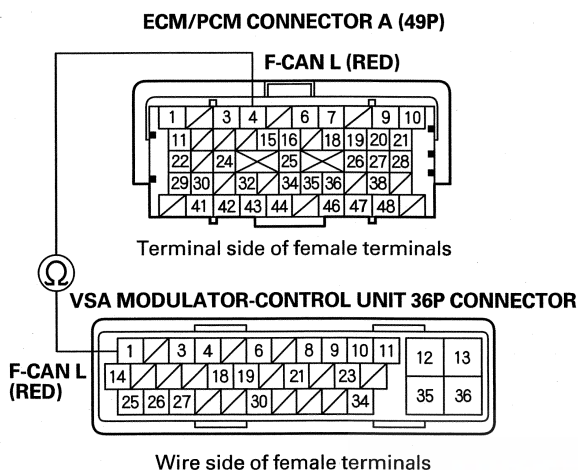 ECM/PCM CONNECTOR A (49P)
F-CAN L (RED)
1 3 4 6 7 9 10
11 15 16 18 19 20 21
22 24 25 26 27 28
29 30 32 34 35 36 38
41 42 43 44 46 47 48
Terminal side of female terminals
Ω
VSA MODULATOR-CONTROL UNIT 36P CONNECTOR
F-CAN L
(RED)
1 3 4 6 8 9 10 11 12 13
14 18 19 21 23
25 26 27 30 34 35 36
Wire side of female terminals